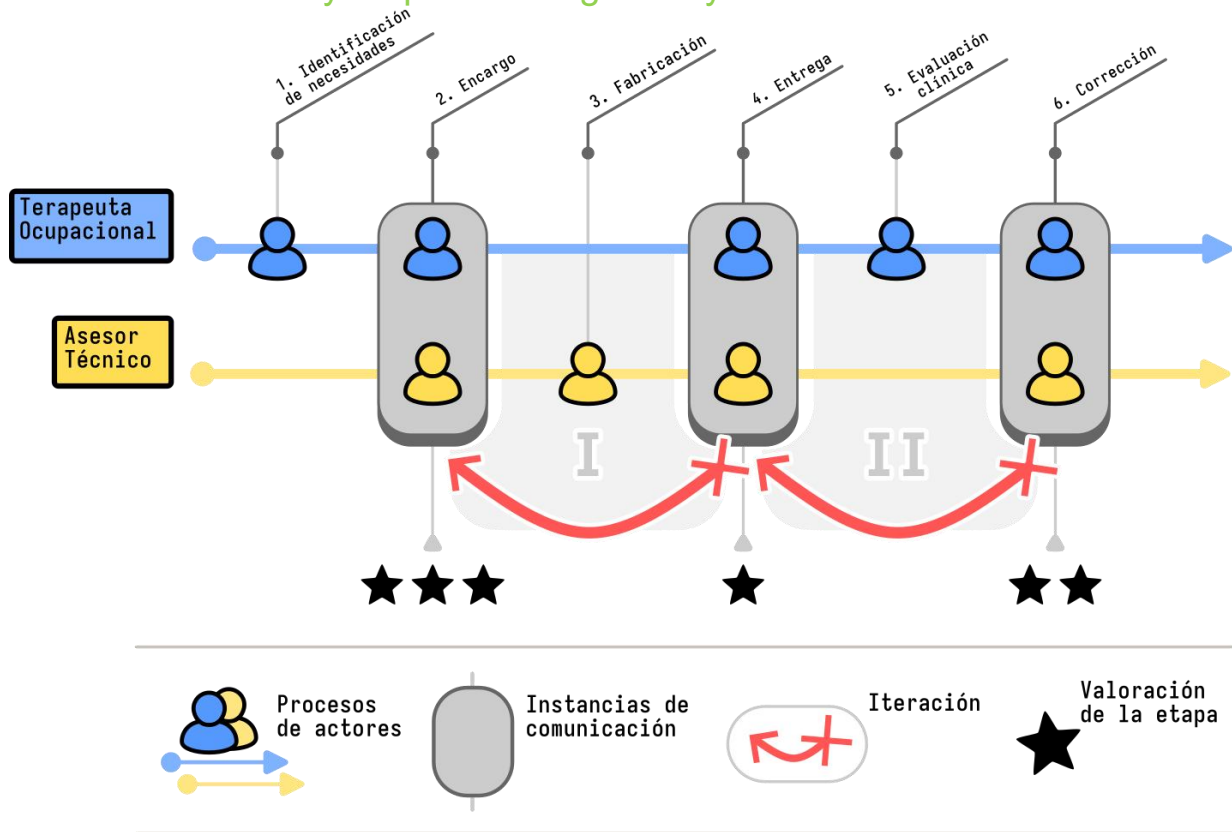 1. Identificación
de necesidades
2. Encargo
3. Fabricación
4. Entrega
5. Evaluación
clínica
6. Corrección
Terapeuta
Ocupacional
Asesor
Técnico
I
II
Procesos
de actores
Instancias de
comunicación
Iteración
Valoración
de la etapa